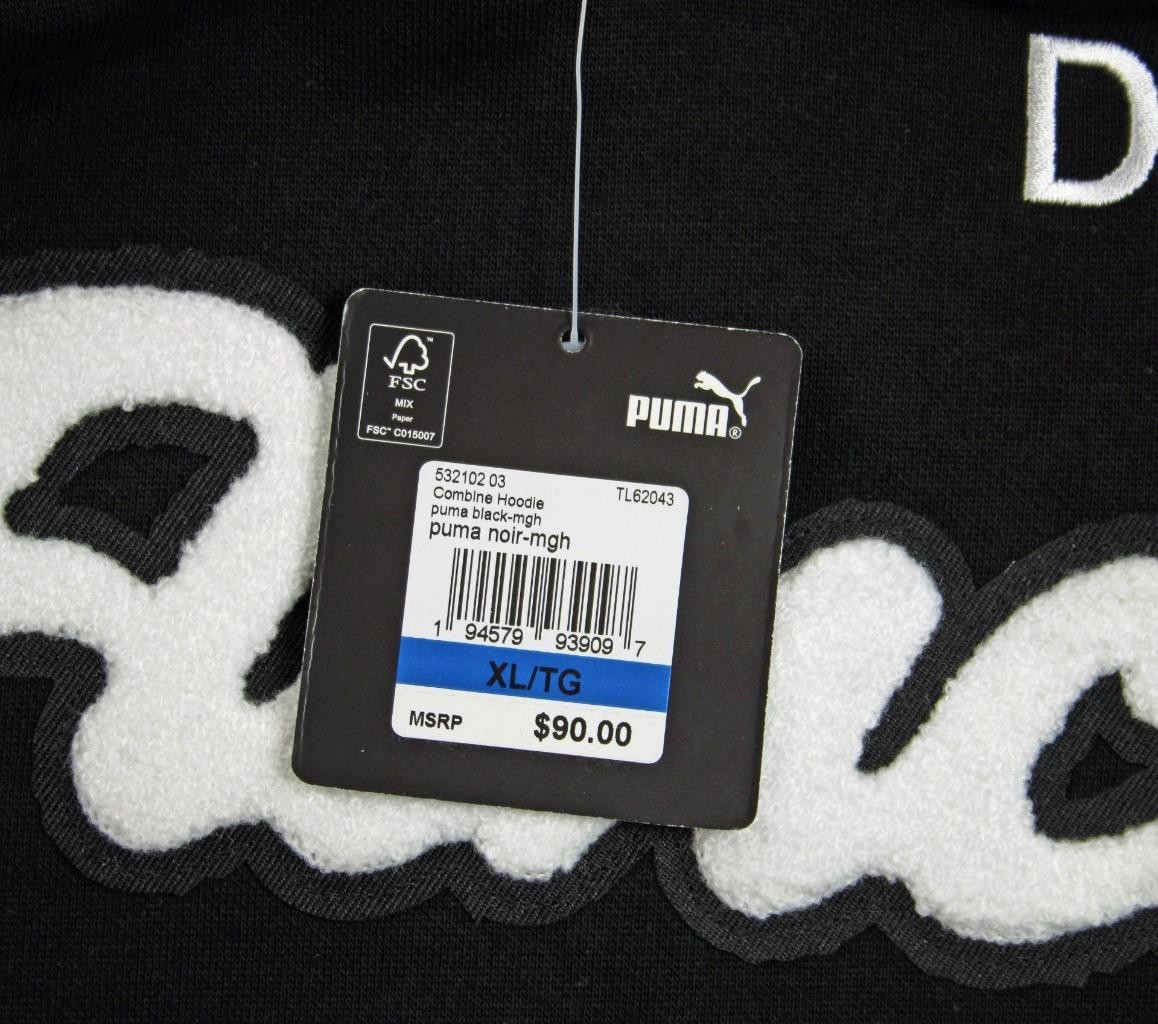 D
FSC™
MIX
Paper
FSC™ C015007
PUMA®
532102 03
TL62043
Combine Hoodie
puma black-mgh
puma noir-mgh
1 94579 93909 7
XL/TG
MSRP $90.00